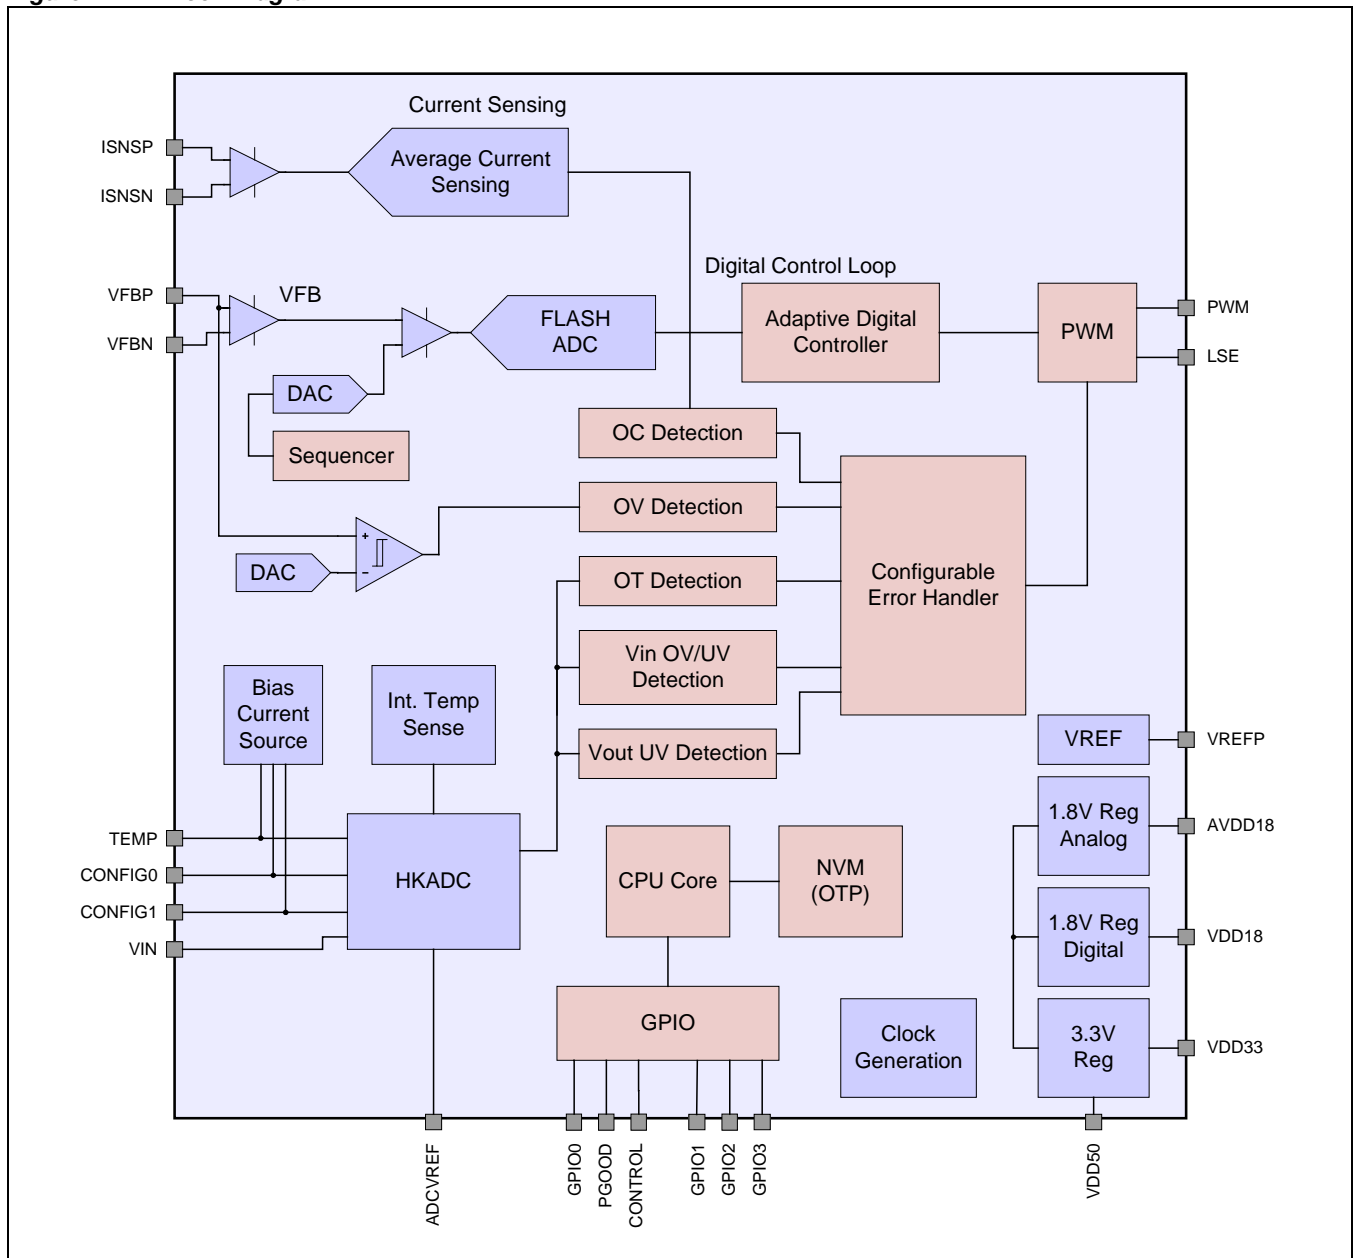 Current Sensing
ISNSP
ISNSN
Average Current
Sensing
VFBP
VFBN
VFB
FLASH
ADC
Digital Control Loop
Adaptive Digital
Controller
PWM
PWM
LSE
DAC
Sequencer
OC Detection
OV Detection
+
−
DAC
OT Detection
Configurable
Error Handler
Vin OV/UV
Detection
Vout UV Detection
Bias
Current
Source
Int. Temp
Sense
VREF
VREFP
TEMP
CONFIG0
CONFIG1
VIN
HKADC
CPU Core
NVM
(OTP)
1.8V Reg
Analog
AVDD18
1.8V Reg
Digital
VDD18
GPIO
Clock
Generation
3.3V
Reg
VDD33
ADCVREF
GPIO0
PGOOD
CONTROL
GPIO1
GPIO2
GPIO3
VDD50